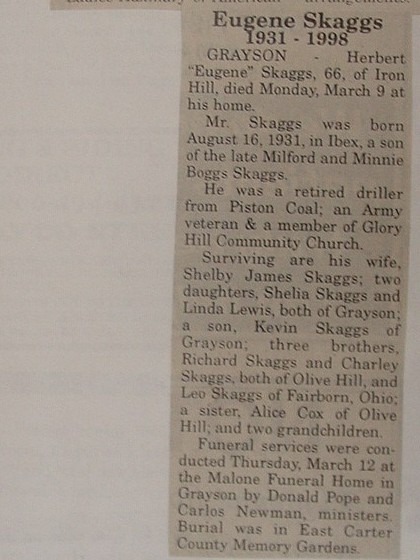 arrangements.
Eugene Skaggs
1931 - 1998
GRAYSON - Herbert
"Eugene" Skaggs, 66, of Iron
Hill, died Monday, March 9 at
his home.
Mr. Skaggs was born
August 16, 1931, in Ibex, a son
of the late Milford and Minnie
Boggs Skaggs.
He was a retired driller
from Piston Coal; an Army
veteran & a member of Glory
Hill Community Church.
Surviving are his wife,
Shelby James Skaggs; two
daughters, Shelia Skaggs and
Linda Lewis, both of Grayson;
a son, Kevin Skaggs of
Grayson; three brothers,
Richard Skaggs and Charley
Skaggs, both of Olive Hill, and
Leo Skaggs of Fairborn, Ohio;
a sister, Alice Cox of Olive
Hill; and two grandchildren.
Funeral services were con-
ducted Thursday, March 12 at
the Malone Funeral Home in
Grayson by Donald Pope and
Carlos Newman, ministers.
Burial was in East Carter
County Memory Gardens.